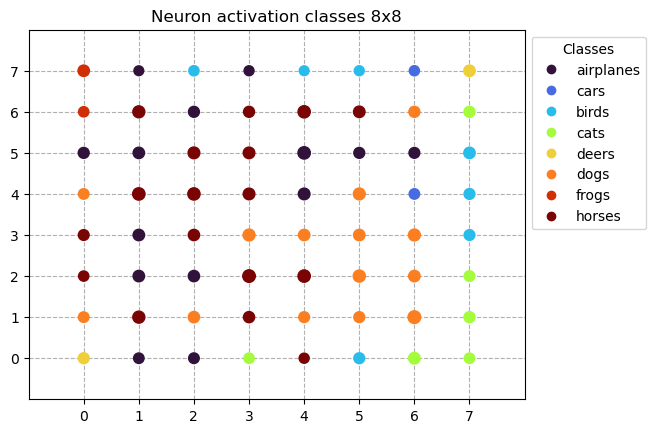 Neuron activation classes 8x8
Classes
airplanes
cars
birds
cats
deers
dogs
frogs
horses
7
6
5
4
3
2
1
0
0 1 2 3 4 5 6 7